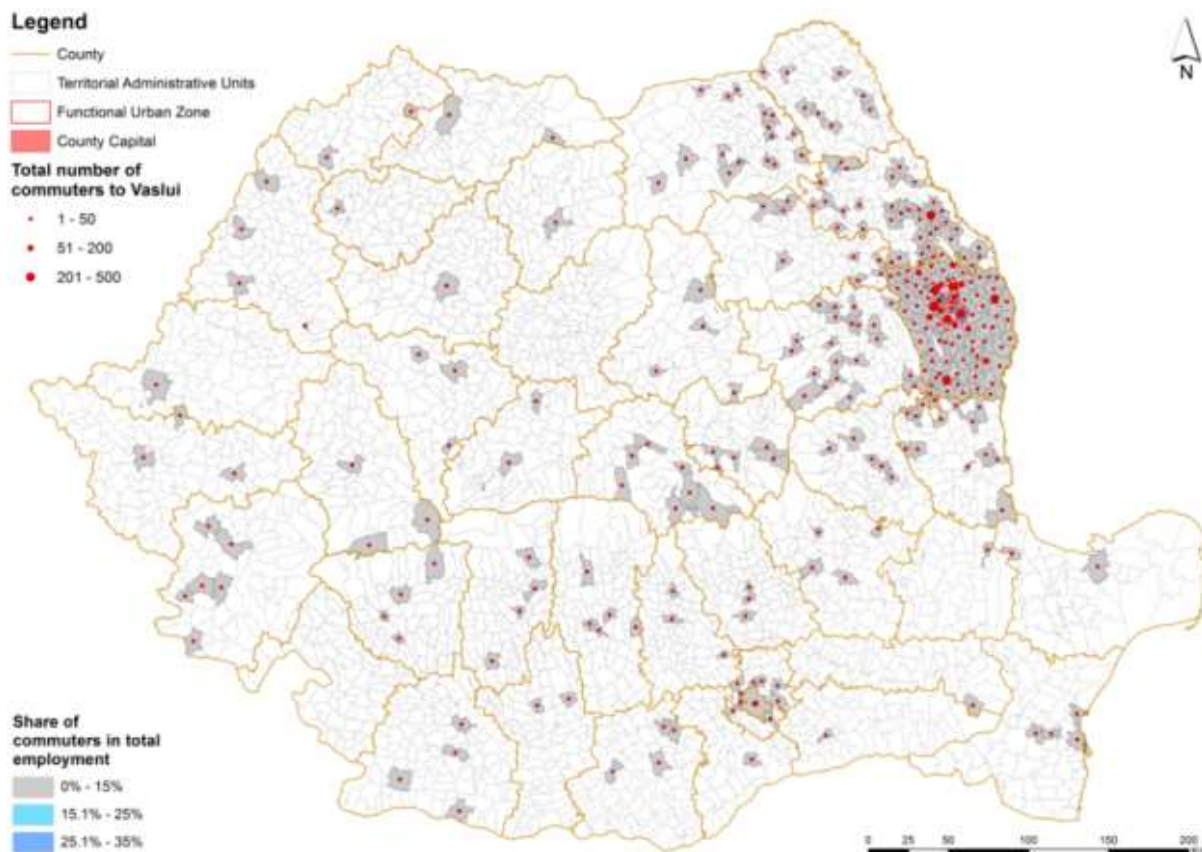 Legend
County
Territorial Administrative Units
Functional Urban Zone
County Capital
Total number of
commuters to Vaslui
1 - 50
51 - 200
201 - 500
N
Share of
commuters in total
employment
0% - 15%
15.1% - 25%
25.1% - 35%
0 25 50 100 150 200